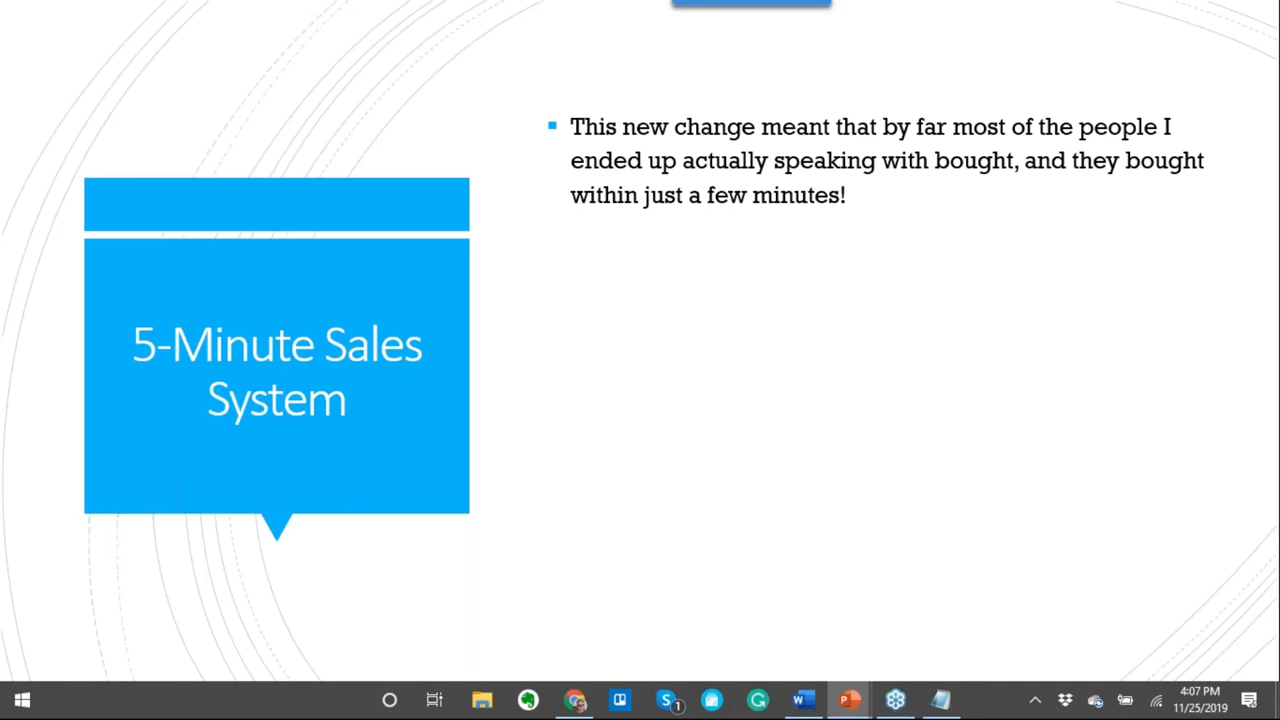 This new change meant that by far most of the people I
ended up actually speaking with bought, and they bought
within just a few minutes!
5-Minute Sales
System
4:07 PM
11/25/2019